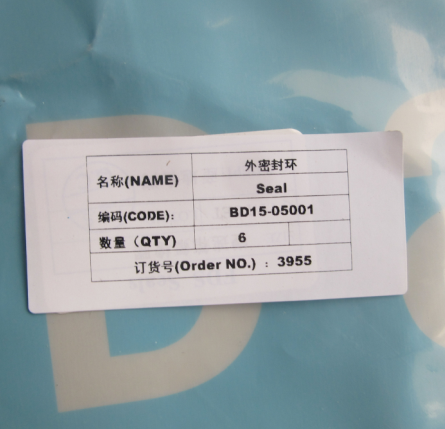 名称(NAME)
外密封环
Seal
编码(CODE): BD15-05001
数量（QTY) 6
订货号(Order NO.) ：3955